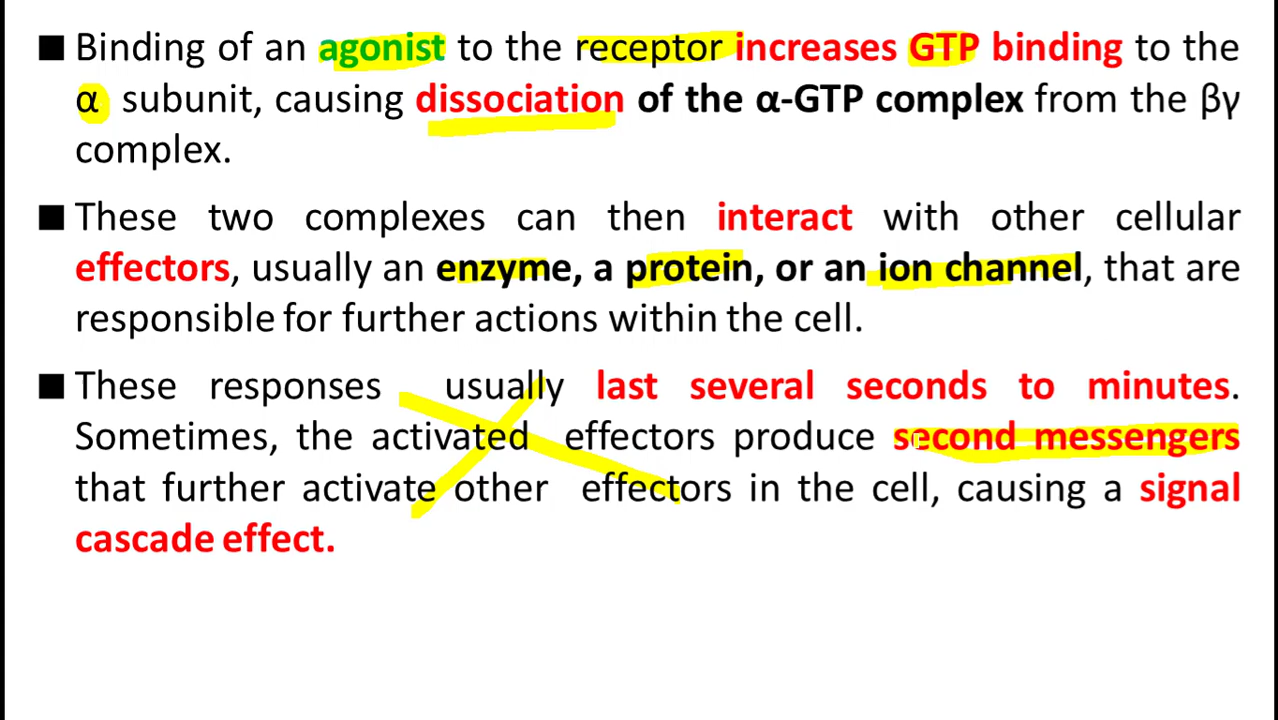 ■ Binding of an agonist to the receptor increases GTP binding to the
α subunit, causing dissociation of the α-GTP complex from the βγ
complex.
■ These two complexes can then interact with other cellular
effectors, usually an enzyme, a protein, or an ion channel, that are
responsible for further actions within the cell.
■ These responses usually last several seconds to minutes.
Sometimes, the activated effectors produce second messengers
that further activate other effectors in the cell, causing a signal
cascade effect.